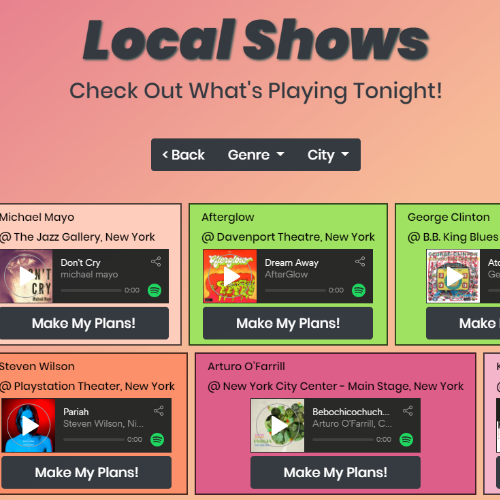 Local Shows
Check Out What's Playing Tonight!
< Back Genre City
Michael Mayo
@ The Jazz Gallery, New York
Don't Cry
michael mayo
0:00
Make My Plans!
Afterglow
@ Davenport Theatre, New York
Dream Away
AfterGlow
0:00
Make My Plans!
George Clinton
@ B.B. King Blues
Ato
Ge
Make
Steven Wilson
@ Playstation Theater, New York
Pariah
Steven Wilson, Ni...
0:00
Make My Plans!
Arturo O'Farrill
@ New York City Center - Main Stage, New York
Bebochicochuch...
Arturo O'Farrill, C...
0:00
Make My Plans!